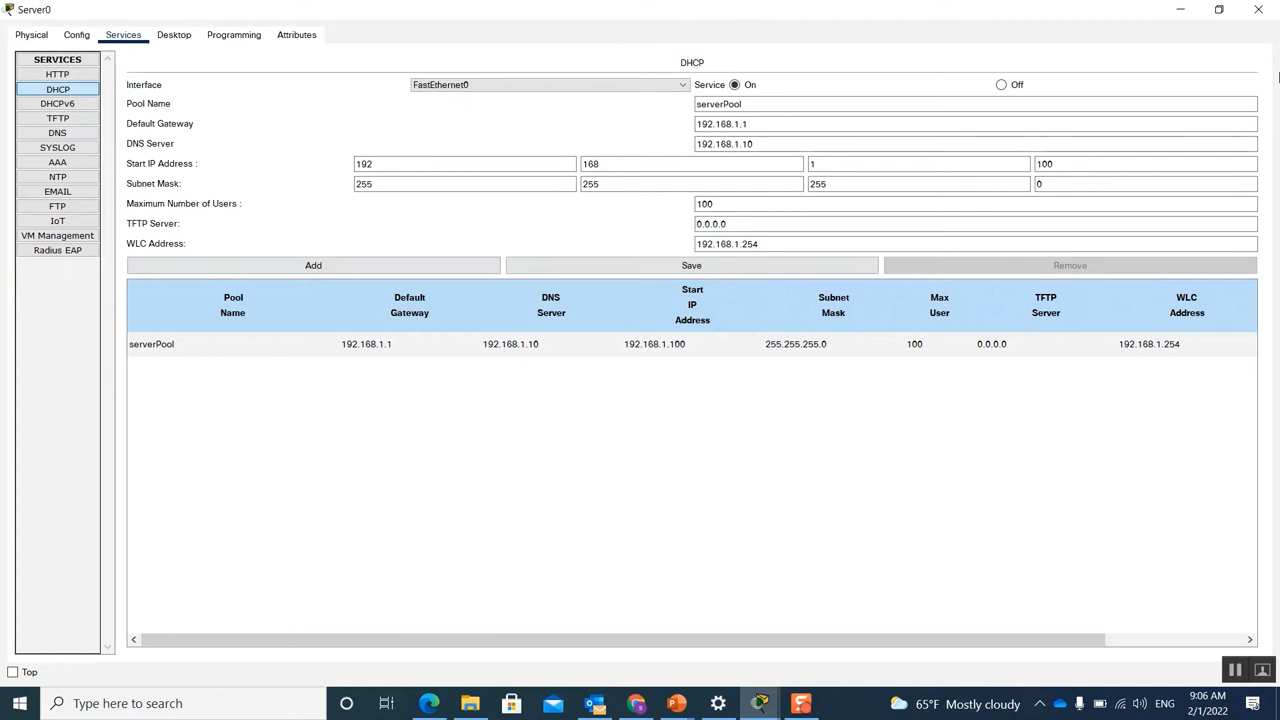 Server0
Physical Config Services Desktop Programming Attributes
SERVICES
HTTP
DHCP
DHCPv6
TFTP
DNS
SYSLOG
AAA
NTP
EMAIL
FTP
IoT
VM Management
Radius EAP
DHCP
Interface FastEthernet0 Service On Off
Pool Name serverPool
Default Gateway 192.168.1.1
DNS Server 192.168.1.10
Start IP Address : 192 168 1 100
Subnet Mask: 255 255 255 0
Maximum Number of Users : 100
TFTP Server: 0.0.0.0
WLC Address: 192.168.1.254
Add Save Remove
Pool Name Default Gateway DNS Server Start IP Address Subnet Mask Max User TFTP Server WLC Address
serverPool 192.168.1.1 192.168.1.10 192.168.1.100 255.255.255.0 100 0.0.0.0 192.168.1.254
Top
Type here to search
65°F Mostly cloudy
ENG
9:06 AM
2/1/2022